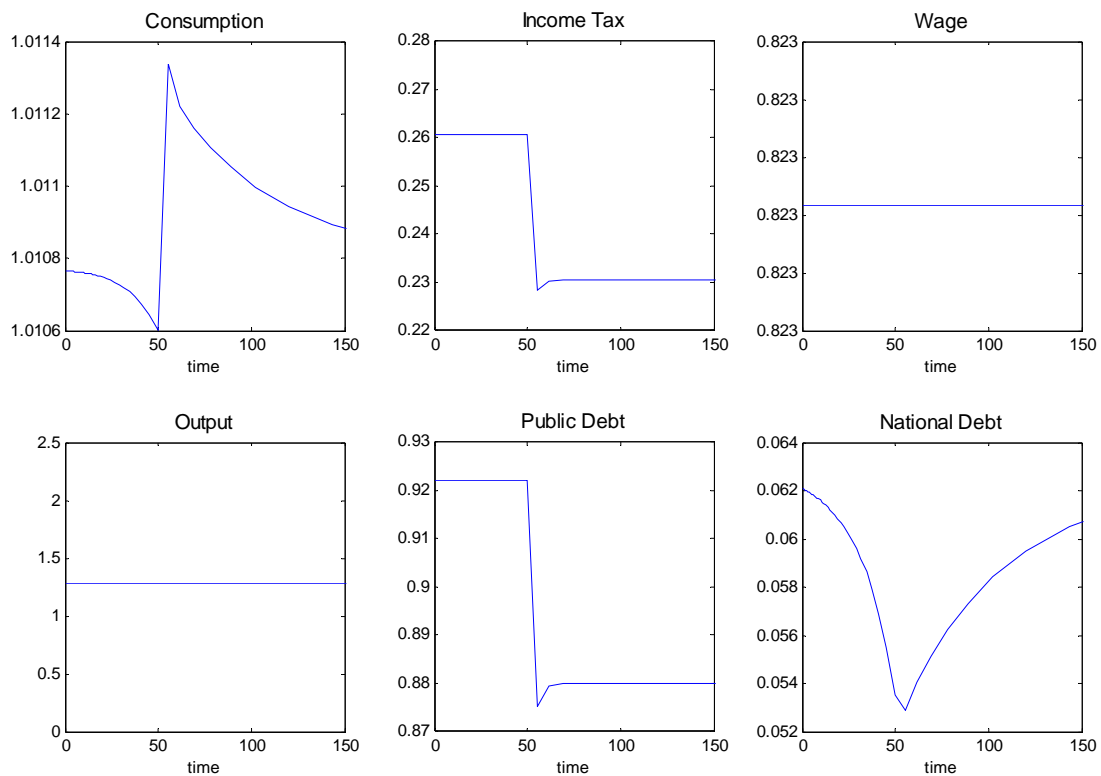 Consumption
1.0114
1.0112
1.011
1.0108
1.0106
0 50 100 150
time
Income Tax
0.28
0.27
0.26
0.25
0.24
0.23
0.22
0 50 100 150
time
Wage
0.823
0.823
0.823
0.823
0.823
0.823
0 50 100 150
time
Output
2.5
2
1.5
1
0.5
0
0 50 100 150
time
Public Debt
0.93
0.92
0.91
0.9
0.89
0.88
0.87
0 50 100 150
time
National Debt
0.064
0.062
0.06
0.058
0.056
0.054
0.052
0 50 100 150
time